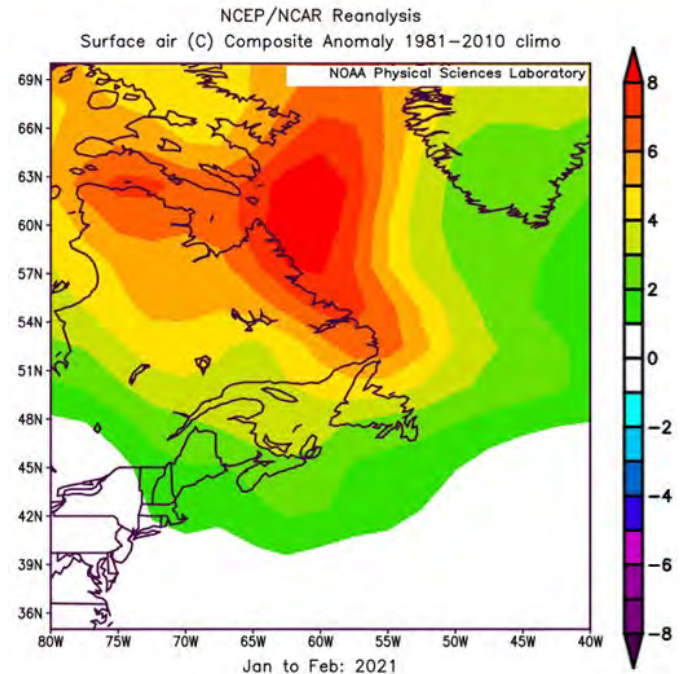 NCEP/NCAR Reanalysis
Surface air (C) Composite Anomaly 1981−2010 climo
NOAA Physical Sciences Laboratory
69N
66N
63N
60N
57N
54N
51N
48N
45N
42N
39N
36N
80W 75W 70W 65W 60W 55W 50W 45W 40W
Jan to Feb: 2021
8
6
4
2
0
−2
−4
−6
−8